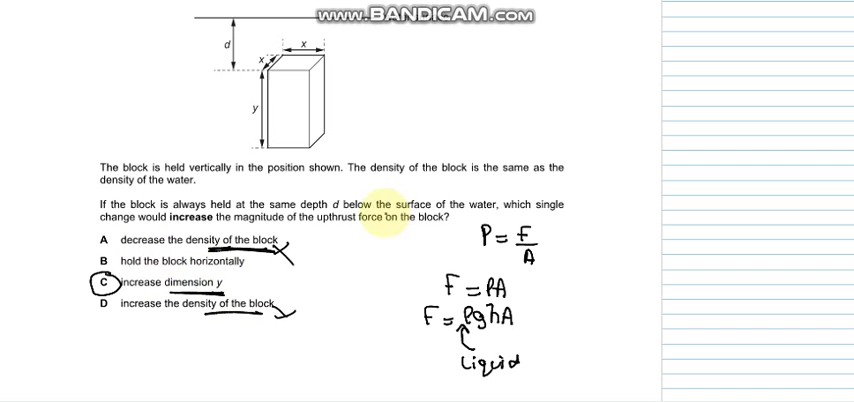 www.BANDICAM.com
d
x
x
y
The block is held vertically in the position shown. The density of the block is the same as the
density of the water.
If the block is always held at the same depth d below the surface of the water, which single
change would increase the magnitude of the upthrust force on the block?
A decrease the density of the block
B hold the block horizontally
C increase dimension y
D increase the density of the block
P = F
A
F = PA
F = ρghA
Liquid